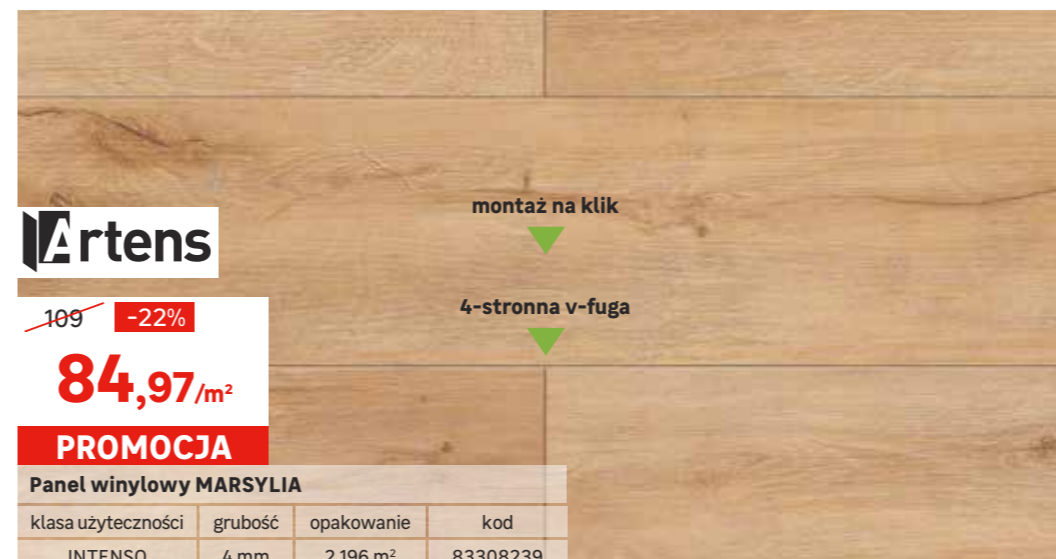 montaż na klik
Artens
4-stronna v-fuga
109 -22%
84,97/m²
PROMOCJA
Panel winylowy MARSYLIA
klasa użyteczności grubość opakowanie kod
INTENSO 4 mm 2,196 m² 83308239